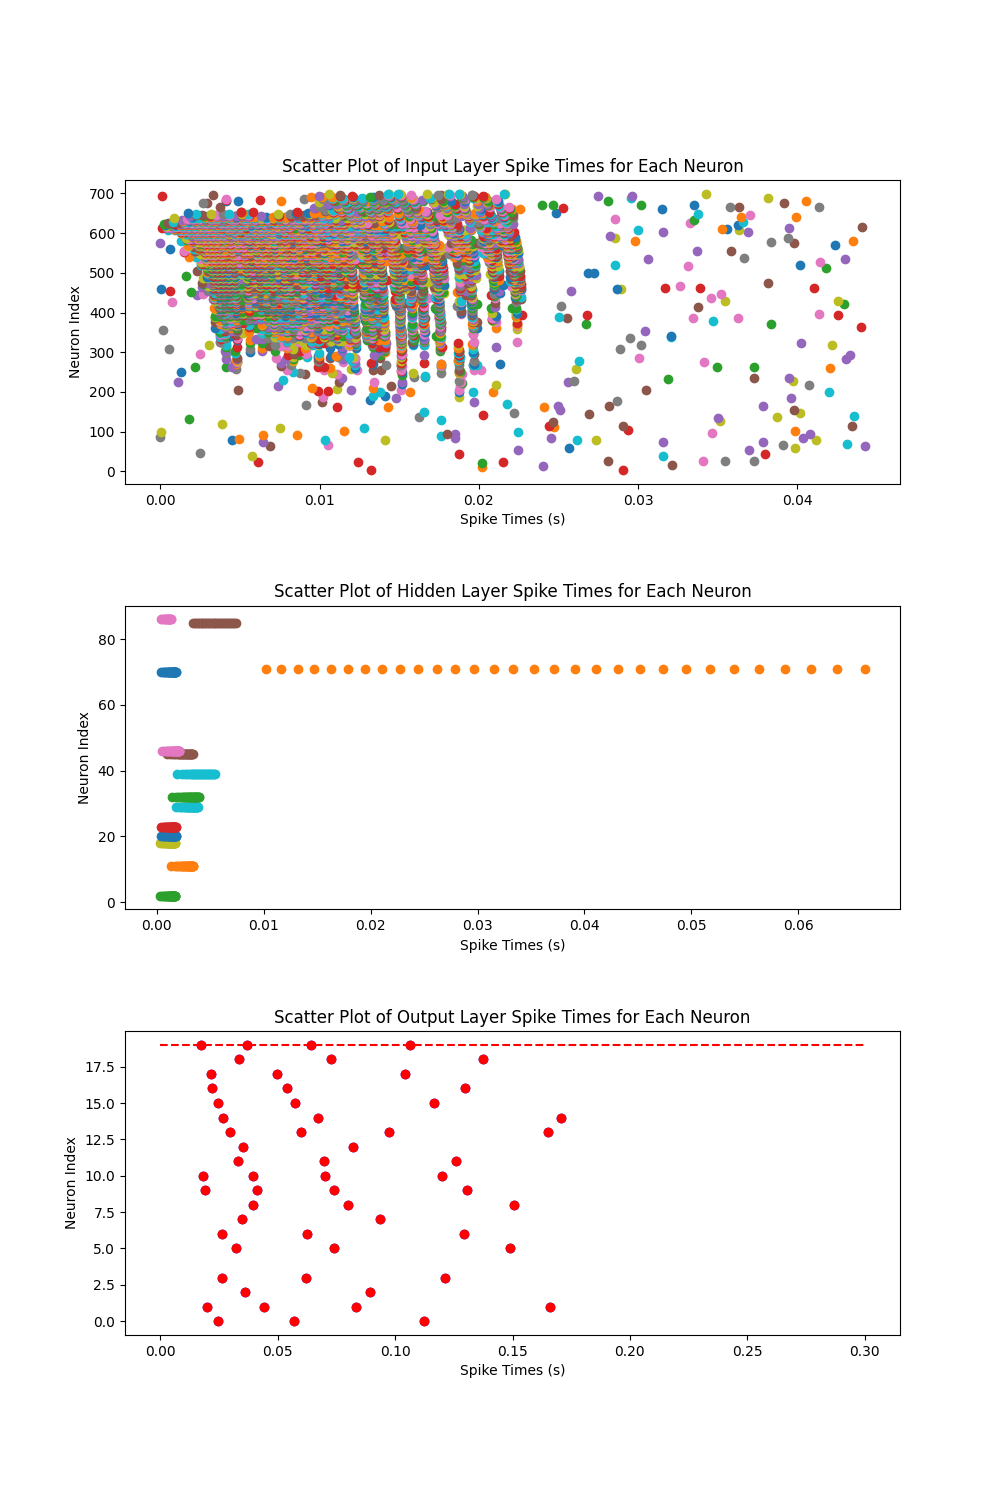 Scatter Plot of Input Layer Spike Times for Each Neuron
700
600
500
400
300
200
100
0
Neuron Index
0.00 0.01 0.02 0.03 0.04
Spike Times (s)
Scatter Plot of Hidden Layer Spike Times for Each Neuron
80
60
40
20
0
Neuron Index
0.00 0.01 0.02 0.03 0.04 0.05 0.06
Spike Times (s)
Scatter Plot of Output Layer Spike Times for Each Neuron
17.5
15.0
12.5
10.0
7.5
5.0
2.5
0.0
Neuron Index
0.00 0.05 0.10 0.15 0.20 0.25 0.30
Spike Times (s)